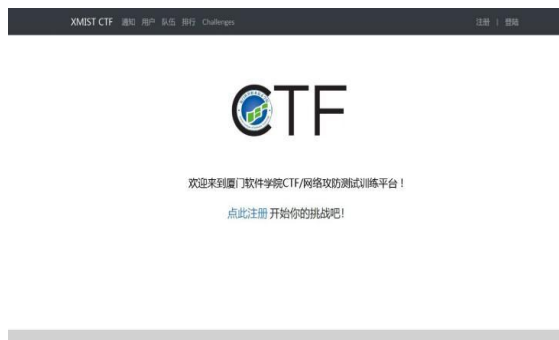 XMIST CTF 通知 用户 队伍 排行 Challenges 注册 | 登陆
CTF
欢迎来到厦门软件学院CTF/网络攻防测试训练平台！
点此注册 开始你的挑战吧！